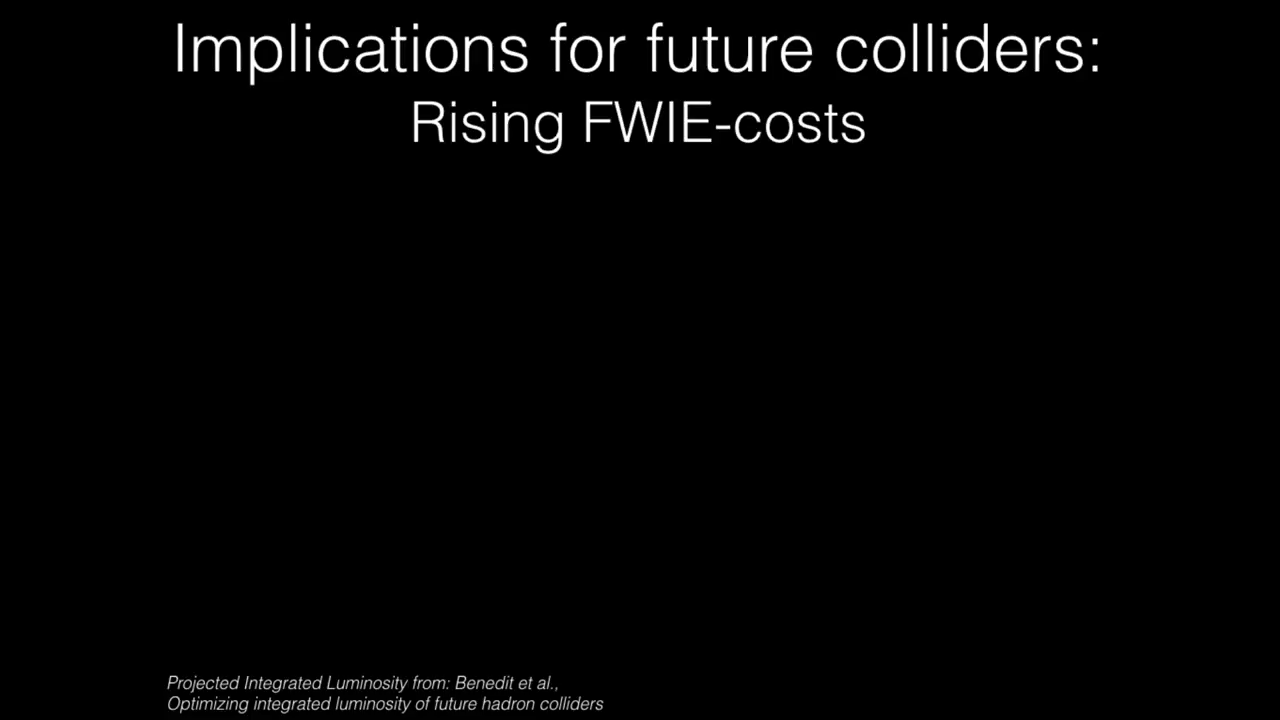 Implications for future colliders:
Rising FWIE-costs
Projected Integrated Luminosity from: Benedit et al.,
Optimizing integrated luminosity of future hadron colliders